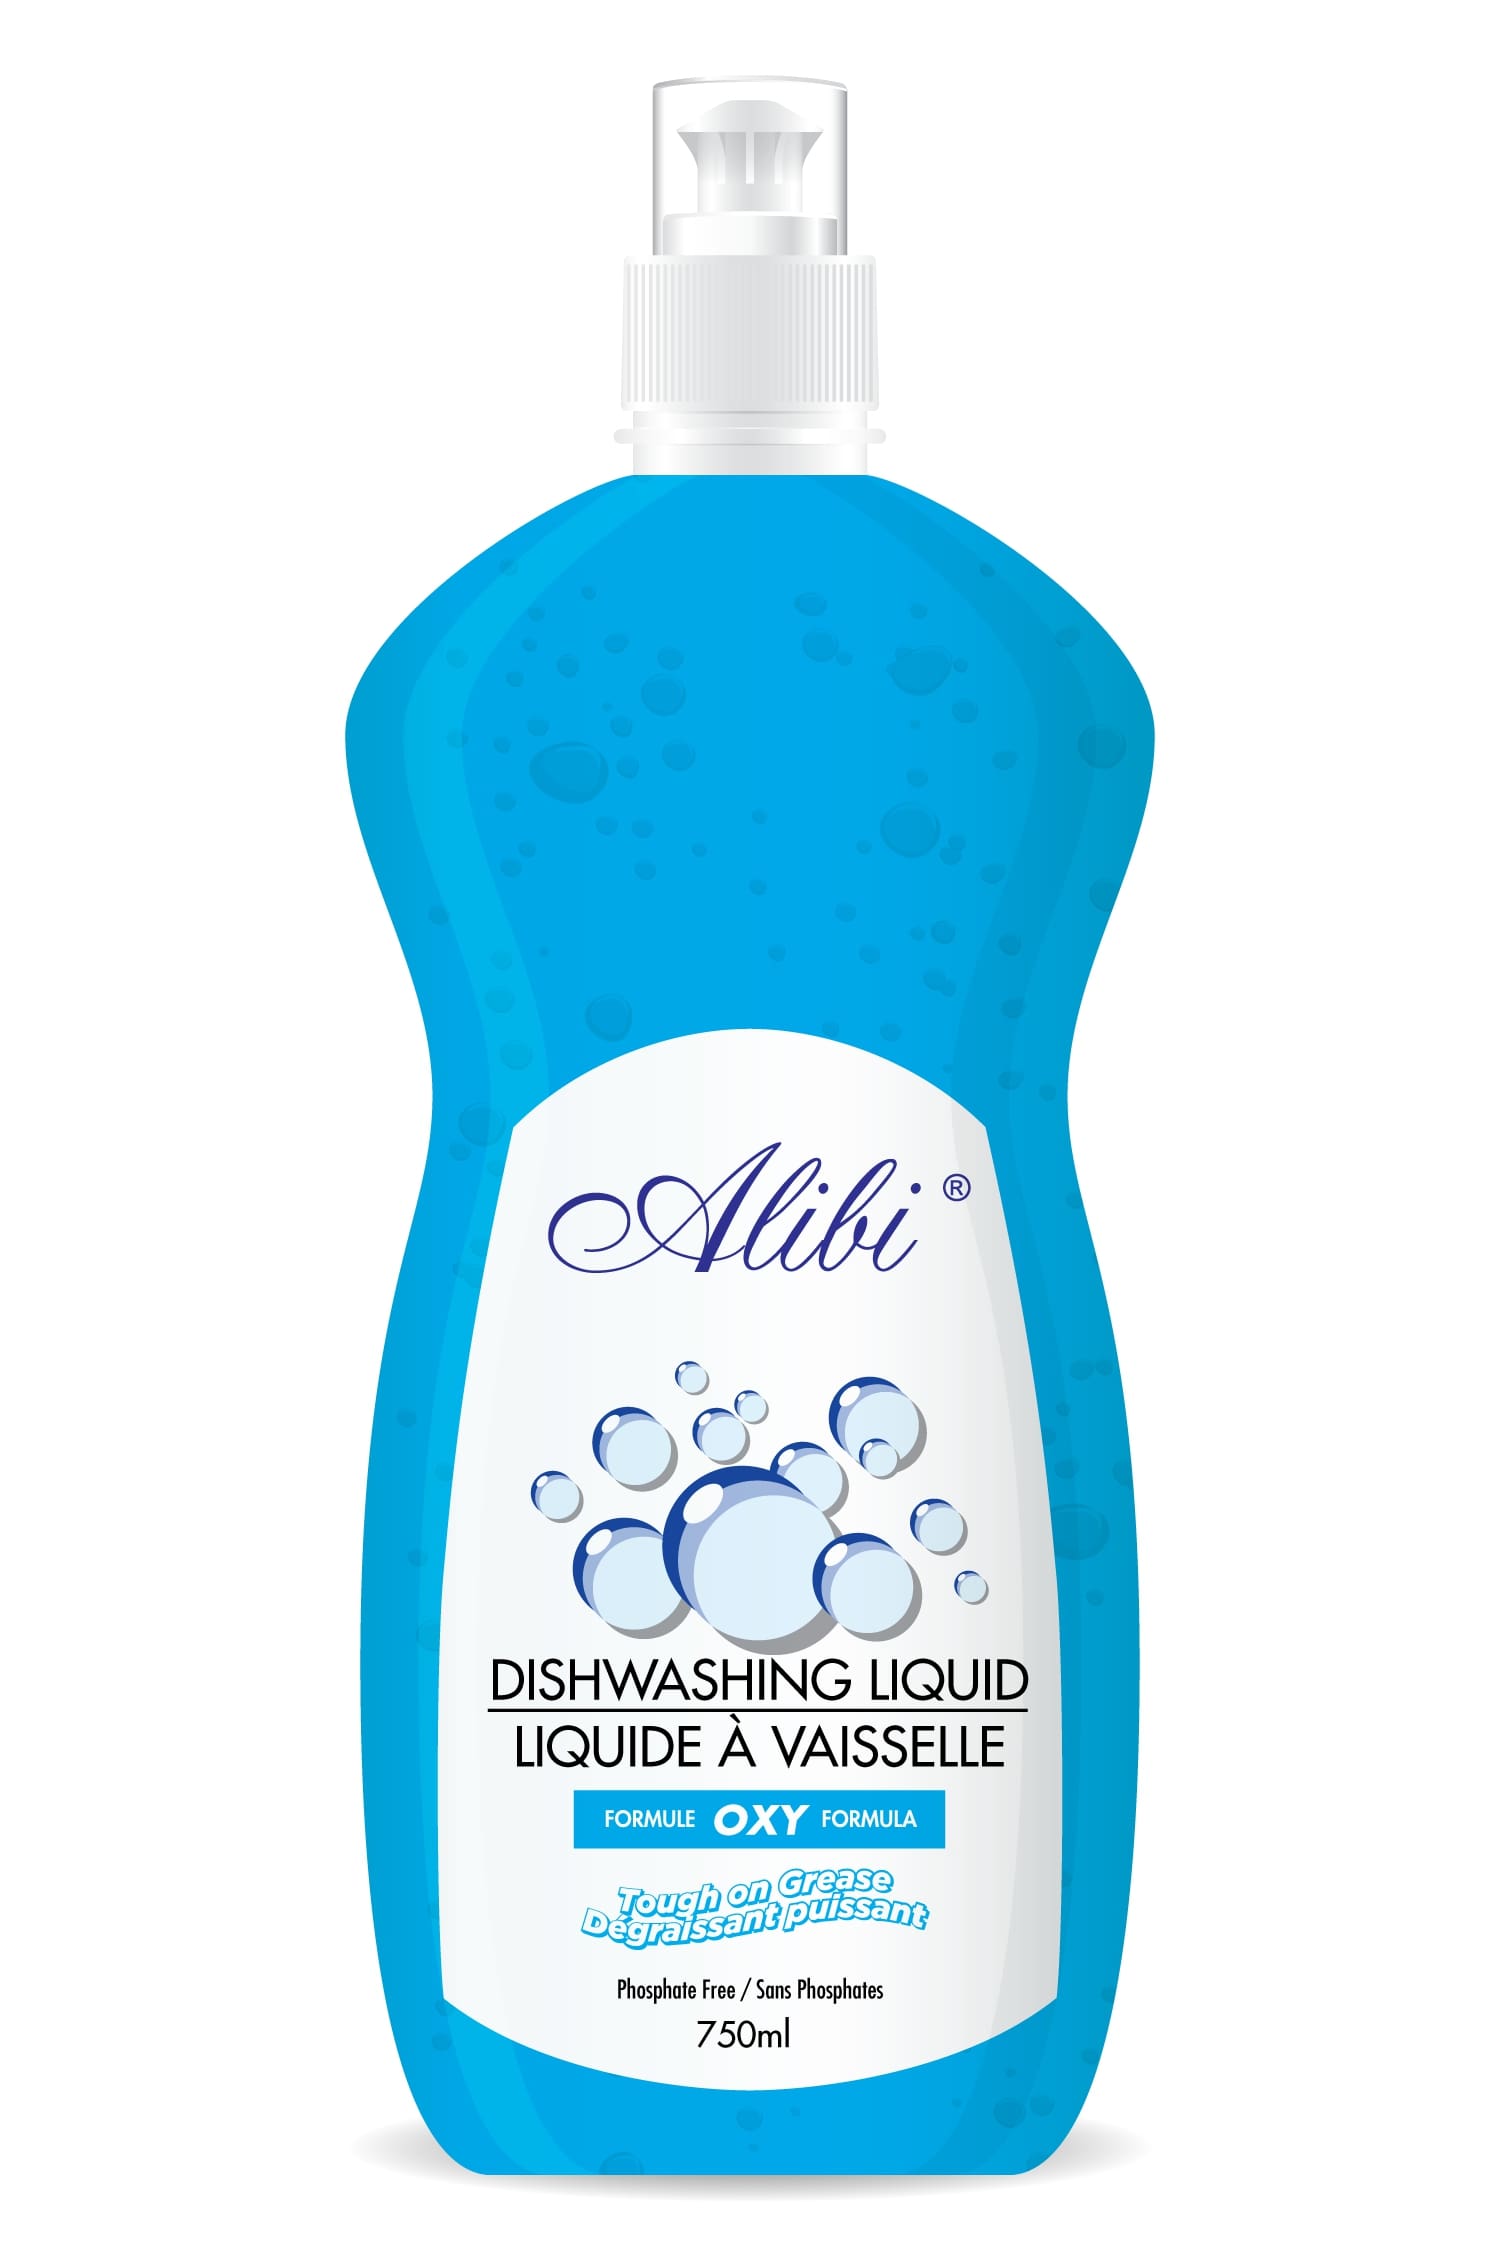 Alibi ®
DISHWASHING LIQUID
LIQUIDE À VAISSELLE
FORMULE OXY FORMULA
Tough on Grease
Dégraissant puissant
Phosphate Free / Sans Phosphates
750ml